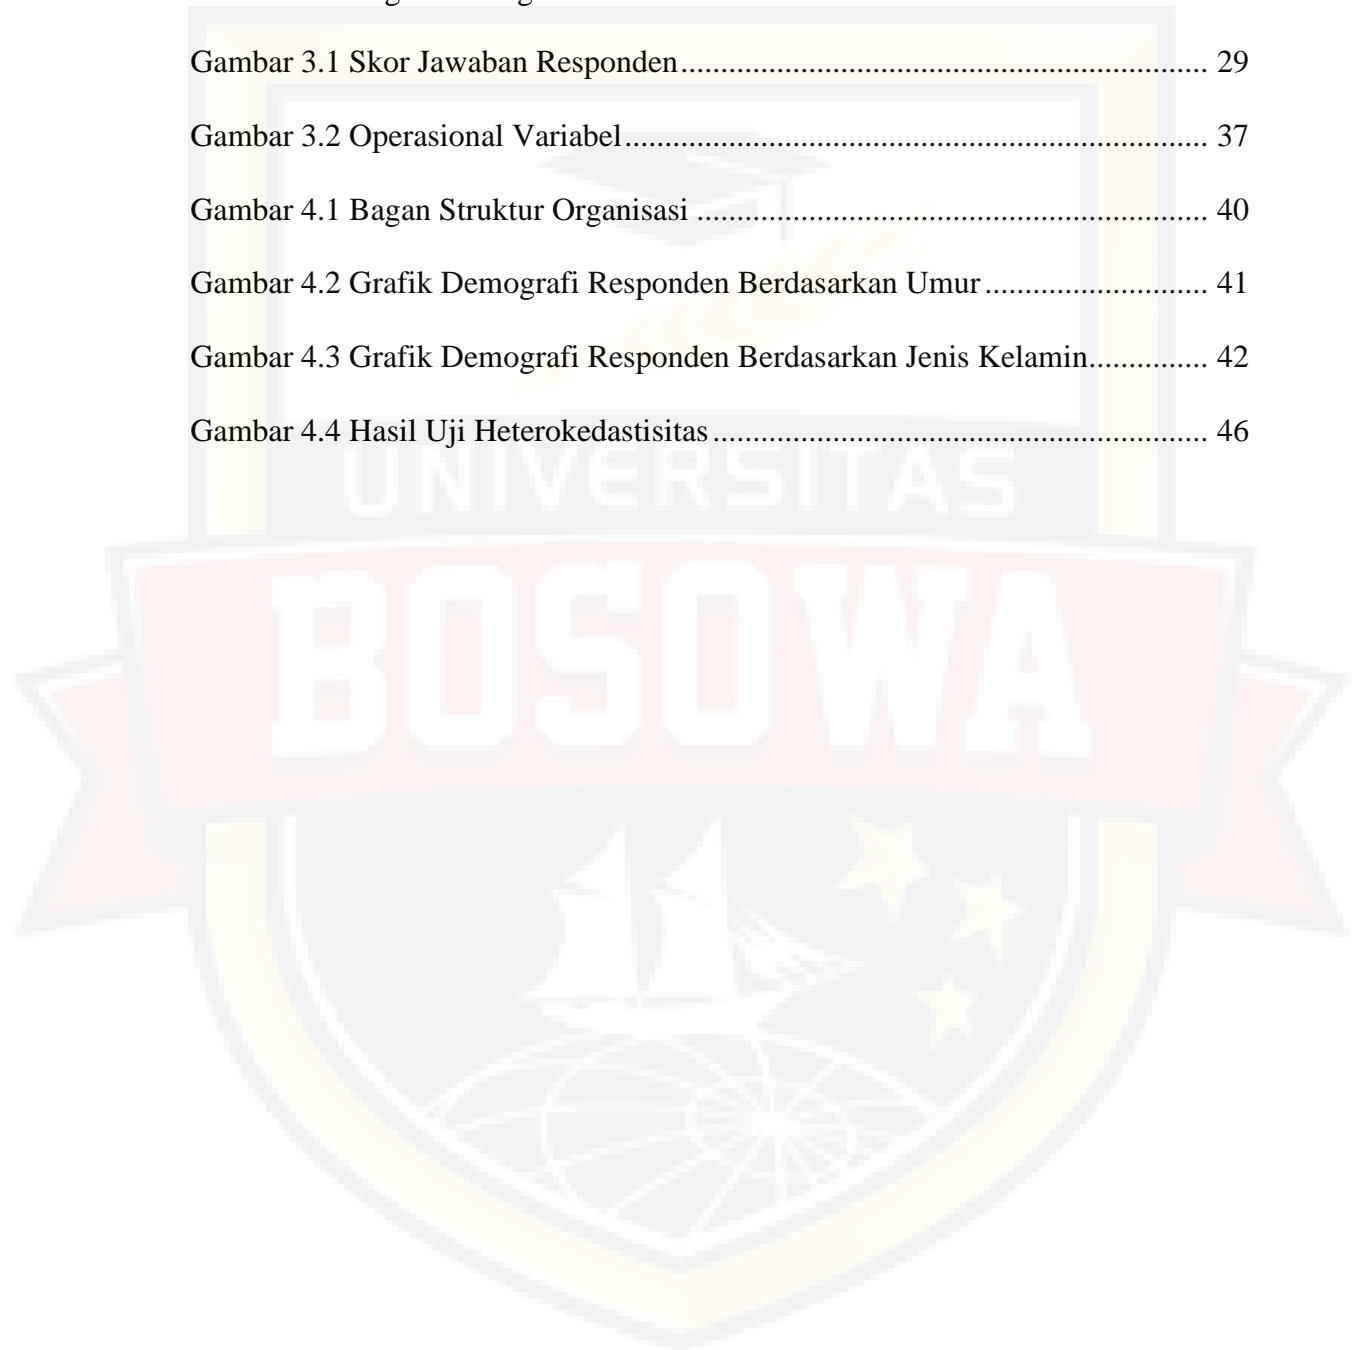 Gambar 3.1 Skor Jawaban Responden.................................................................. 29
Gambar 3.2 Operasional Variabel......................................................................... 37
Gambar 4.1 Bagan Struktur Organisasi ................................................................ 40
Gambar 4.2 Grafik Demografi Responden Berdasarkan Umur ............................ 41
Gambar 4.3 Grafik Demografi Responden Berdasarkan Jenis Kelamin............... 42
Gambar 4.4 Hasil Uji Heterokedastisitas.............................................................. 46
UNIVERSITAS
BOSOWA